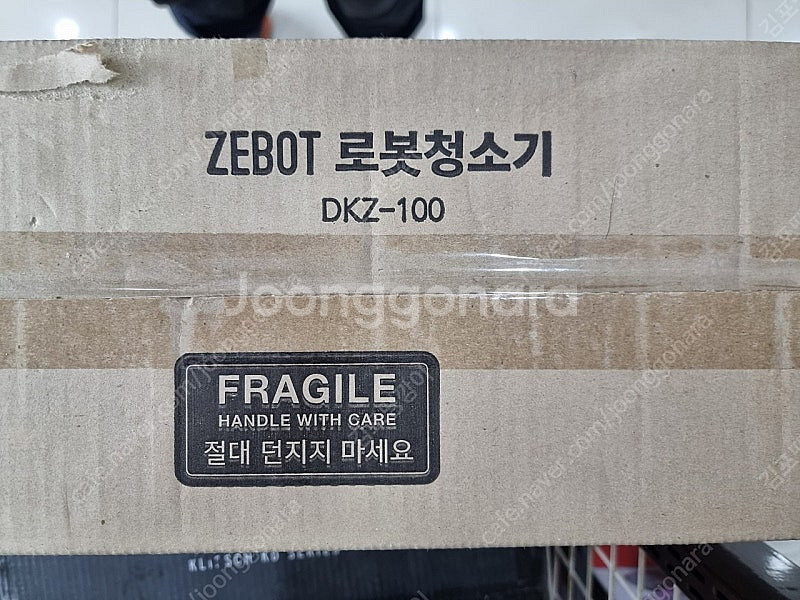 ZEBOT 로봇청소기
DKZ-100
Joonggonara
FRAGILE
HANDLE WITH CARE
절대 던지지 마세요